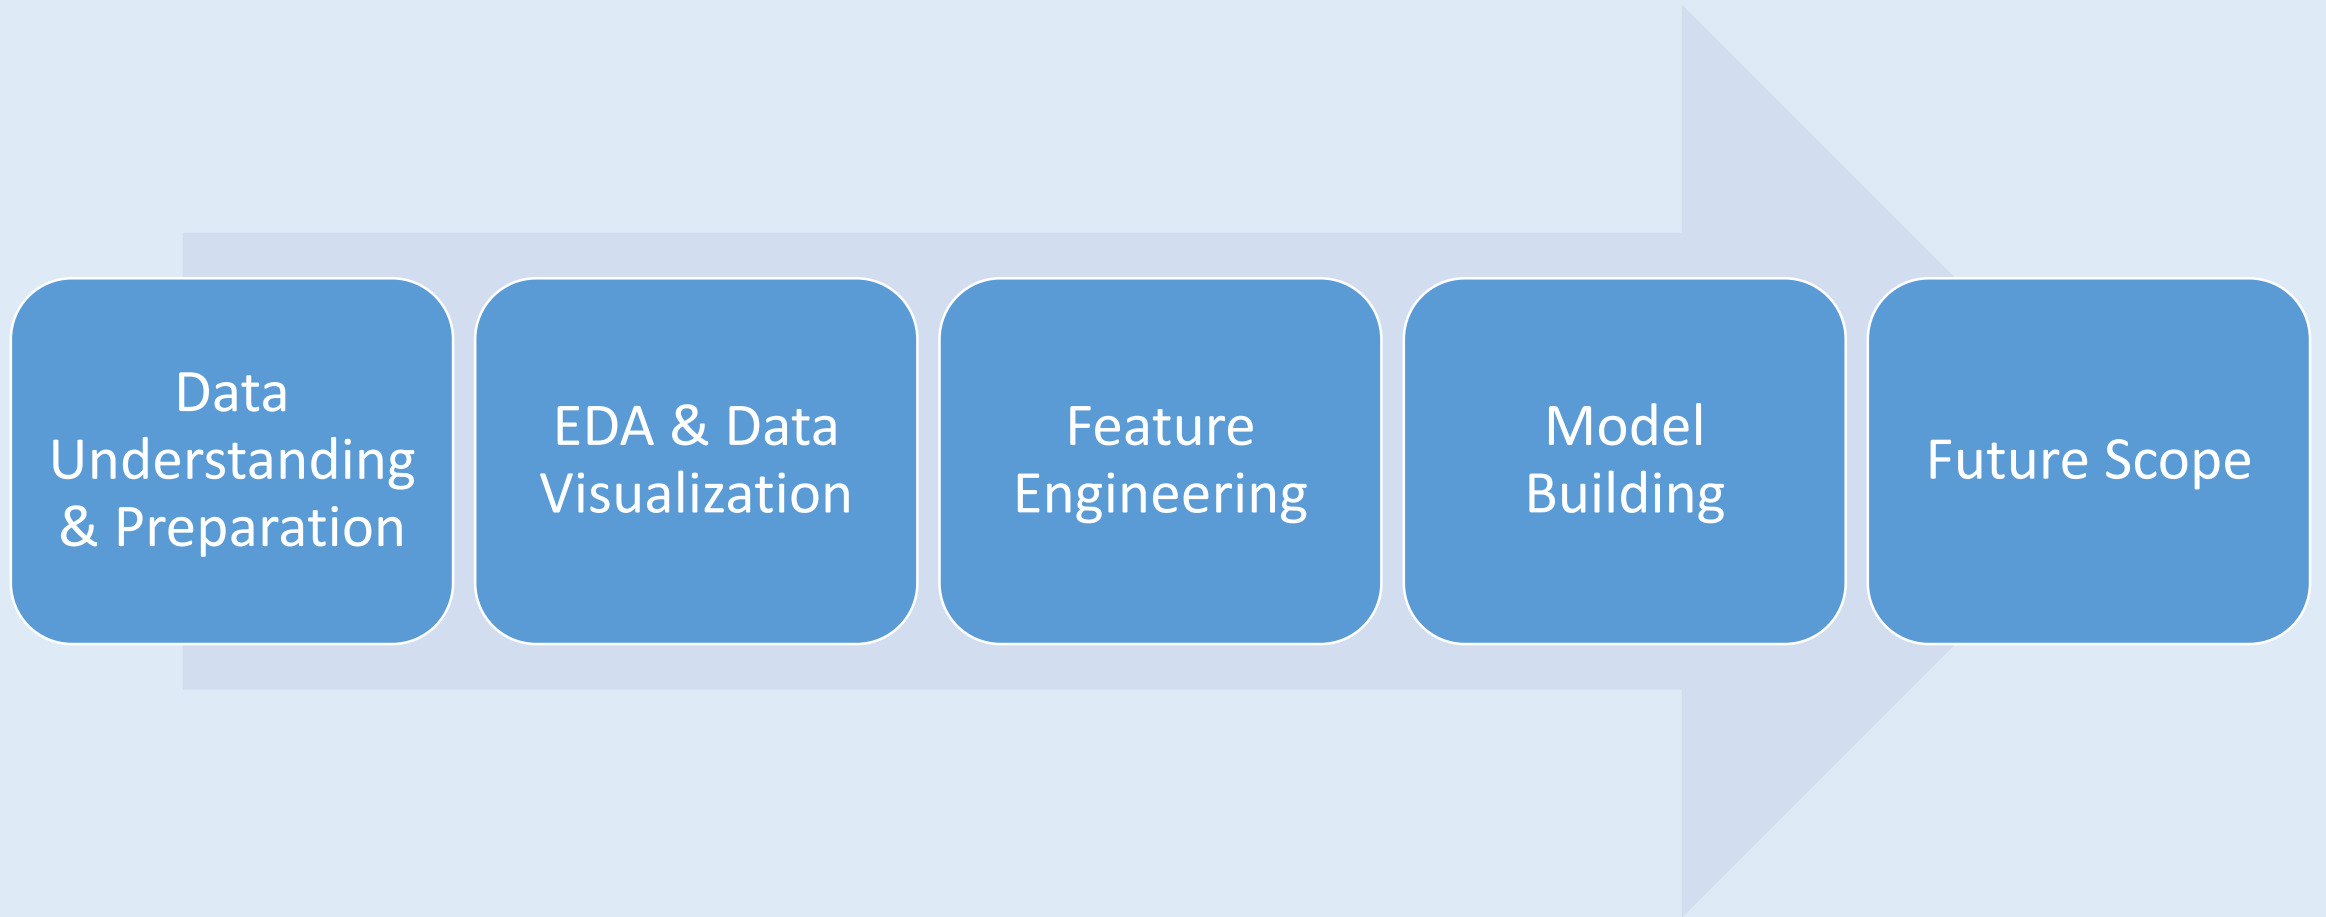 Data
Understanding
& Preparation
EDA & Data
Visualization
Feature
Engineering
Model
Building
Future Scope